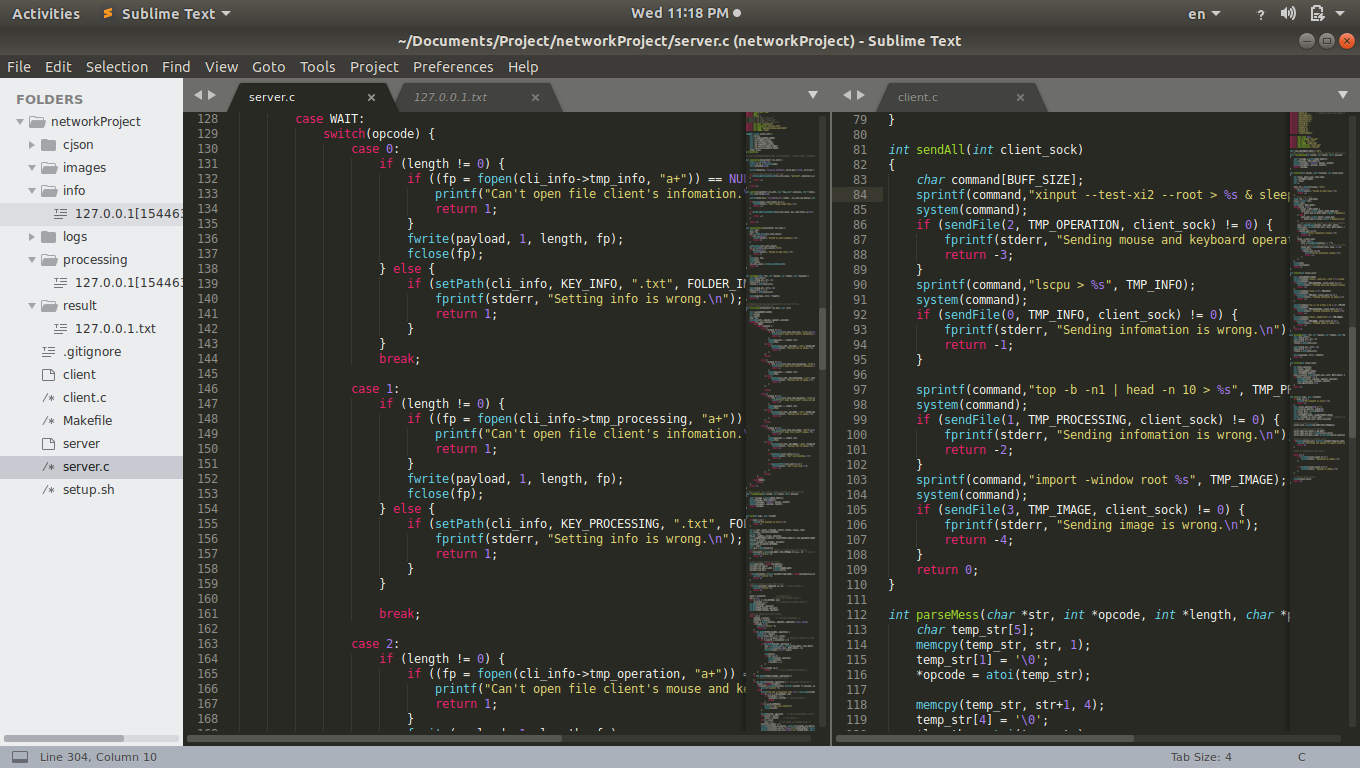 Activities Sublime Text Wed 11:18 PM en ?
~/Documents/Project/networkProject/server.c (networkProject) - Sublime Text
File Edit Selection Find View Goto Tools Project Preferences Help
FOLDERS
networkProject
cjson
images
info
127.0.0.1[154463
logs
processing
127.0.0.1[154463
result
127.0.0.1.txt
.gitignore
client
/* client.c
/* Makefile
server
/* server.c
/* setup.sh
server.c × 127.0.0.1.txt ×
128 case WAIT:
129 switch(opcode) {
130 case 0:
131 if (length != 0) {
132 if ((fp = fopen(cli_info->tmp_info, "a+")) == NU
133 printf("Can't open file client's infomation.
134 return 1;
135 }
136 fwrite(payload, 1, length, fp);
137 fclose(fp);
138 } else {
139 if (setPath(cli_info, KEY_INFO, ".txt", FOLDER_I
140 fprintf(stderr, "Setting info is wrong.\n");
141 return 1;
142 }
143 }
144 break;
145
146 case 1:
147 if (length != 0) {
148 if ((fp = fopen(cli_info->tmp_processing, "a+"))
149 printf("Can't open file client's infomation.\
150 return 1;
151 }
152 fwrite(payload, 1, length, fp);
153 fclose(fp);
154 } else {
155 if (setPath(cli_info, KEY_PROCESSING, ".txt", FOL
156 fprintf(stderr, "Setting info is wrong.\n");
157 return 1;
158 }
159 }
160
161 break;
162
163 case 2:
164 if (length != 0) {
165 if ((fp = fopen(cli_info->tmp_operation, "a+")) =
166 printf("Can't open file client's mouse and ke
167 return 1;
168 }
client.c ×
79 }
80
81 int sendAll(int client_sock)
82 {
83 char command[BUFF_SIZE];
84 sprintf(command,"xinput --test-xi2 --root > %s & sleep
85 system(command);
86 if (sendFile(2, TMP_OPERATION, client_sock) != 0) {
87 fprintf(stderr, "Sending mouse and keyboard opera
88 return -3;
89 }
90 sprintf(command,"lscpu > %s", TMP_INFO);
91 system(command);
92 if (sendFile(0, TMP_INFO, client_sock) != 0) {
93 fprintf(stderr, "Sending infomation is wrong.\n")
94 return -1;
95 }
96
97 sprintf(command,"top -b -n1 | head -n 10 > %s", TMP_P
98 system(command);
99 if (sendFile(1, TMP_PROCESSING, client_sock) != 0) {
100 fprintf(stderr, "Sending infomation is wrong.\n")
101 return -2;
102 }
103 sprintf(command,"import -window root %s", TMP_IMAGE);
104 system(command);
105 if (sendFile(3, TMP_IMAGE, client_sock) != 0) {
106 fprintf(stderr, "Sending image is wrong.\n");
107 return -4;
108 }
109 return 0;
110 }
111
112 int parseMess(char *str, int *opcode, int *length, char *
113 char temp_str[5];
114 memcpy(temp_str, str, 1);
115 temp_str[1] = '\0';
116 *opcode = atoi(temp_str);
117
118 memcpy(temp_str, str+1, 4);
119 temp_str[4] = '\0';
Line 304, Column 10 Tab Size: 4 C